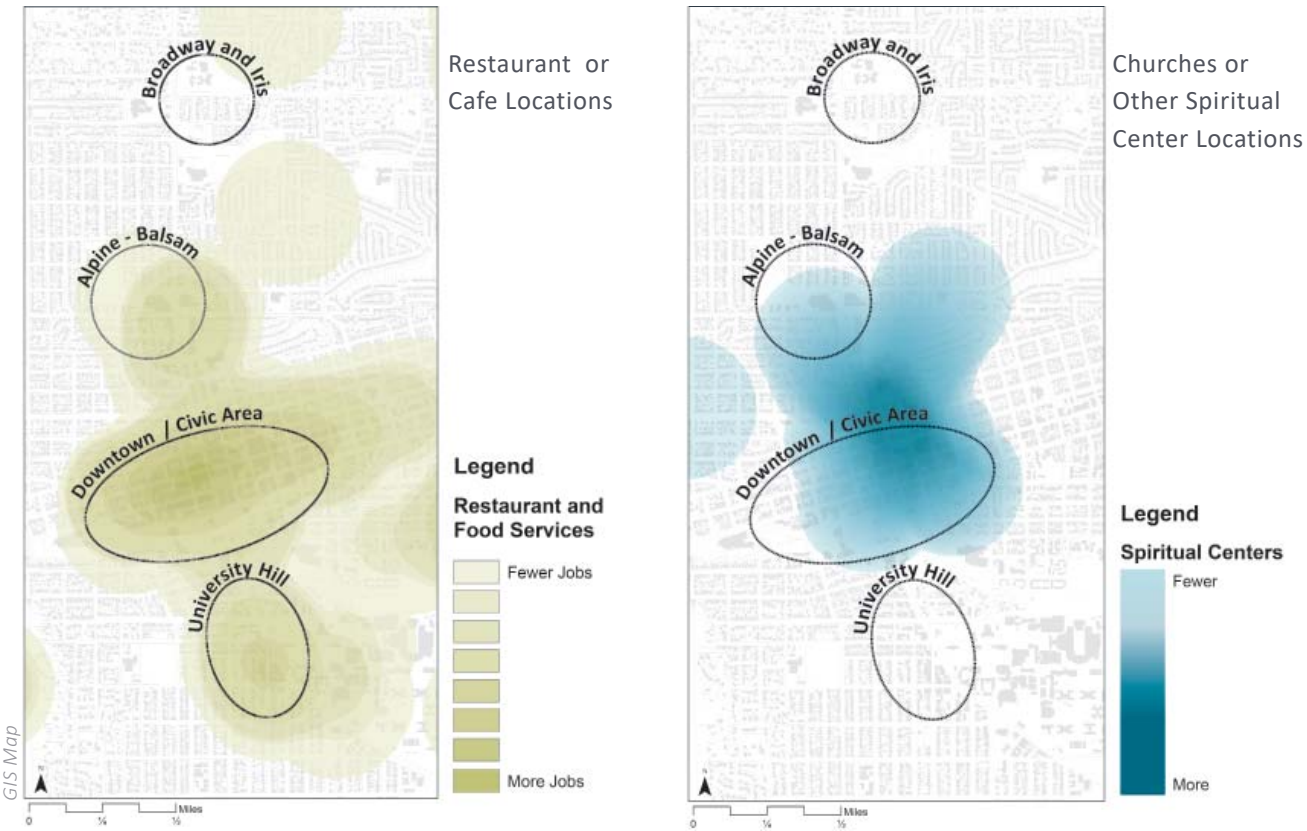 Broadway and Iris
Alpine - Balsam
Downtown / Civic Area
University Hill
GIS Map
N
0 ¼ ½ Miles
Restaurant or
Cafe Locations
Legend
Restaurant and
Food Services
Fewer Jobs
More Jobs
Broadway and Iris
Alpine - Balsam
Downtown / Civic Area
University Hill
0 ¼ ½ Miles
Churches or
Other Spiritual
Center Locations
Legend
Spiritual Centers
Fewer
More